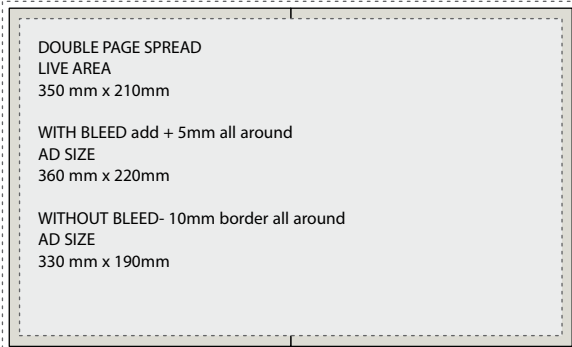 DOUBLE PAGE SPREAD
LIVE AREA
350 mm x 210mm
WITH BLEED add + 5mm all around
AD SIZE
360 mm x 220mm
WITHOUT BLEED- 10mm border all around
AD SIZE
330 mm x 190mm